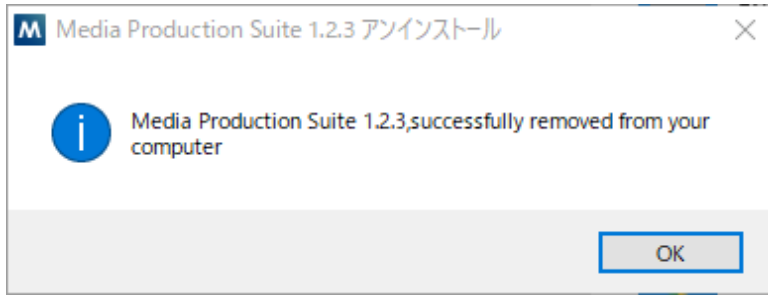 M Media Production Suite 1.2.3 アンインストール
i
Media Production Suite 1.2.3,successfully removed from your
computer
OK